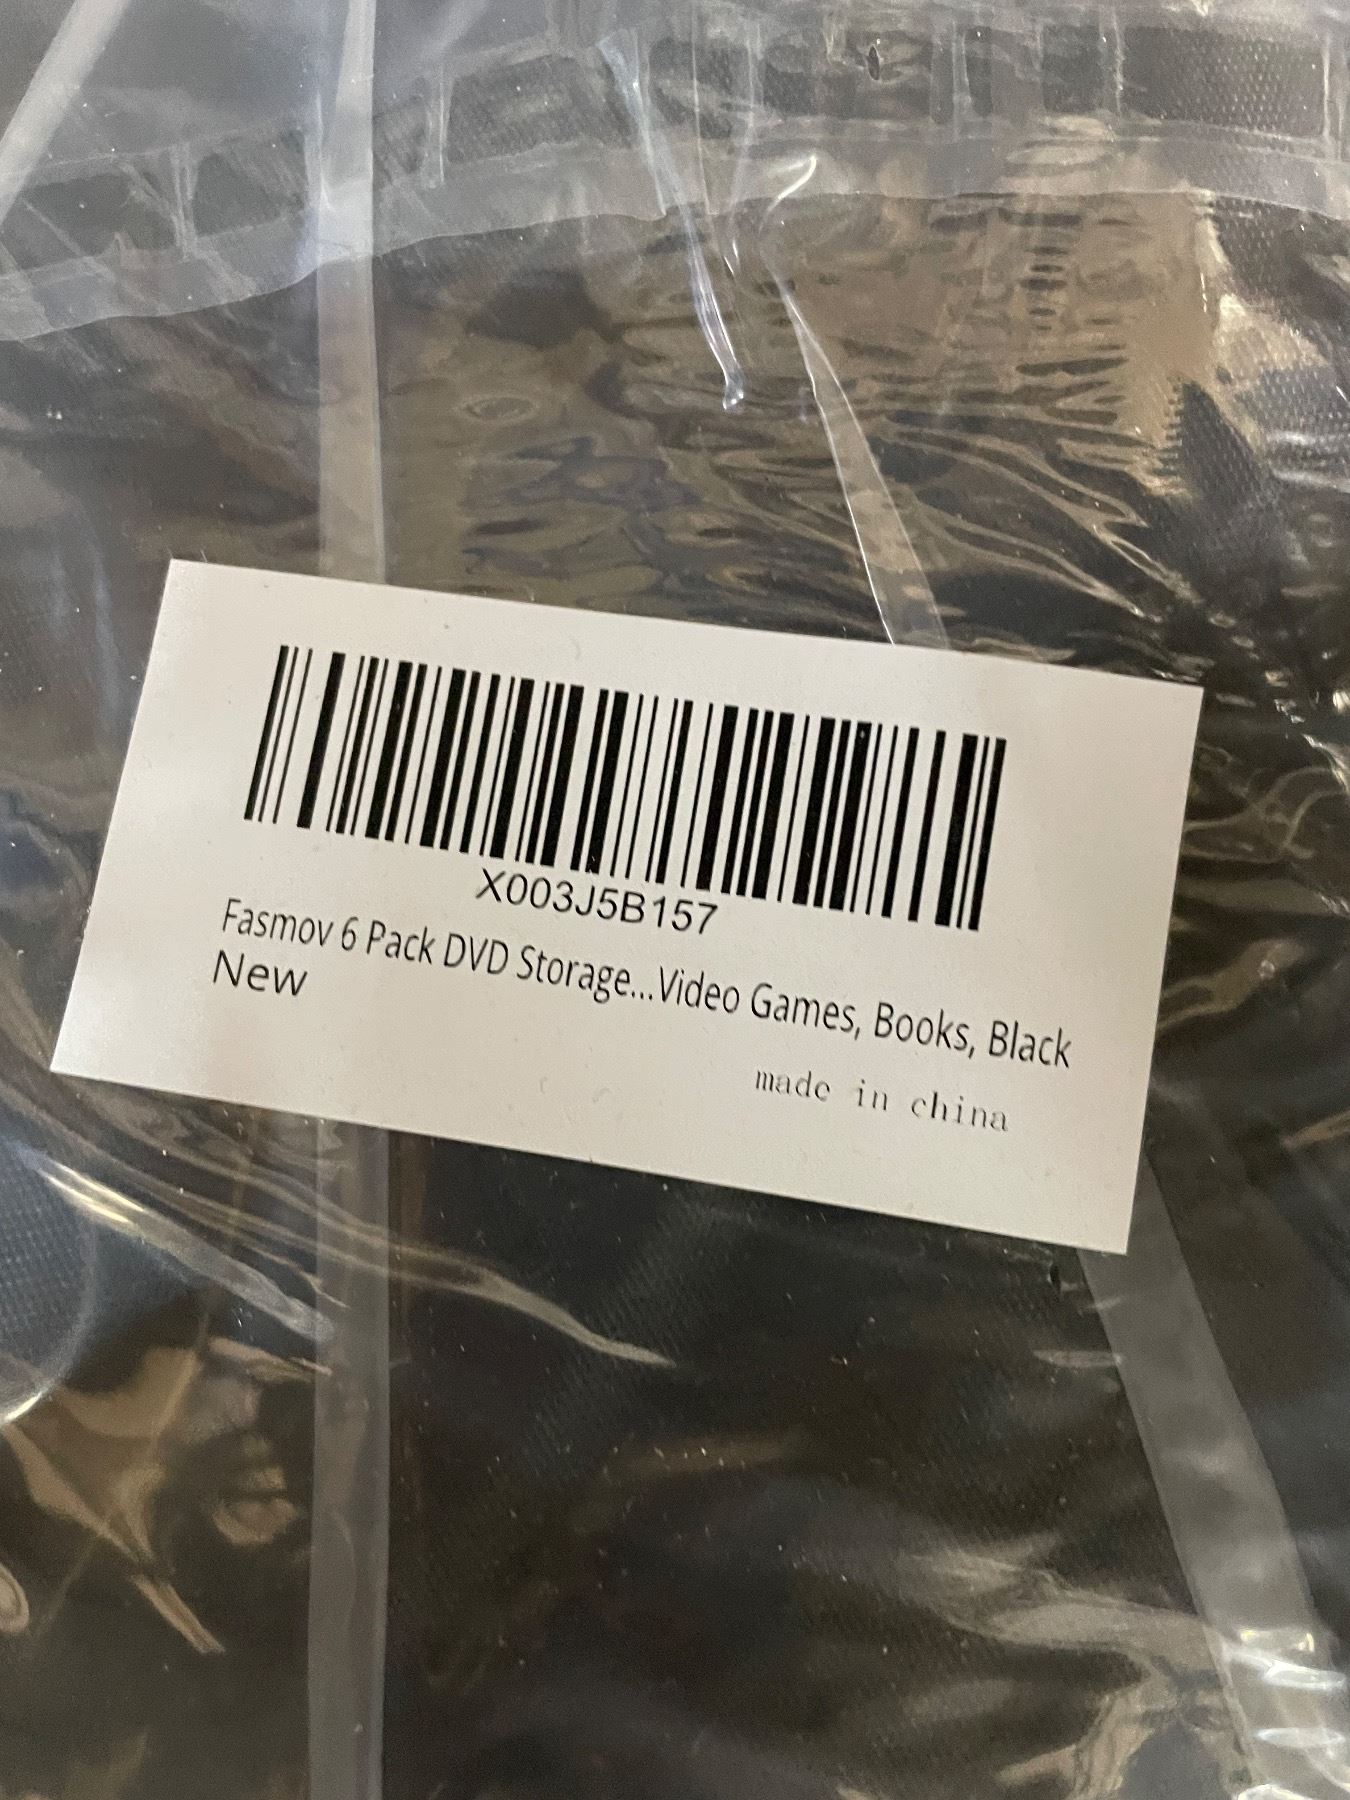 X003J5B157
Fasmov 6 Pack DVD Storage...Video Games, Books, Black
New
made in china